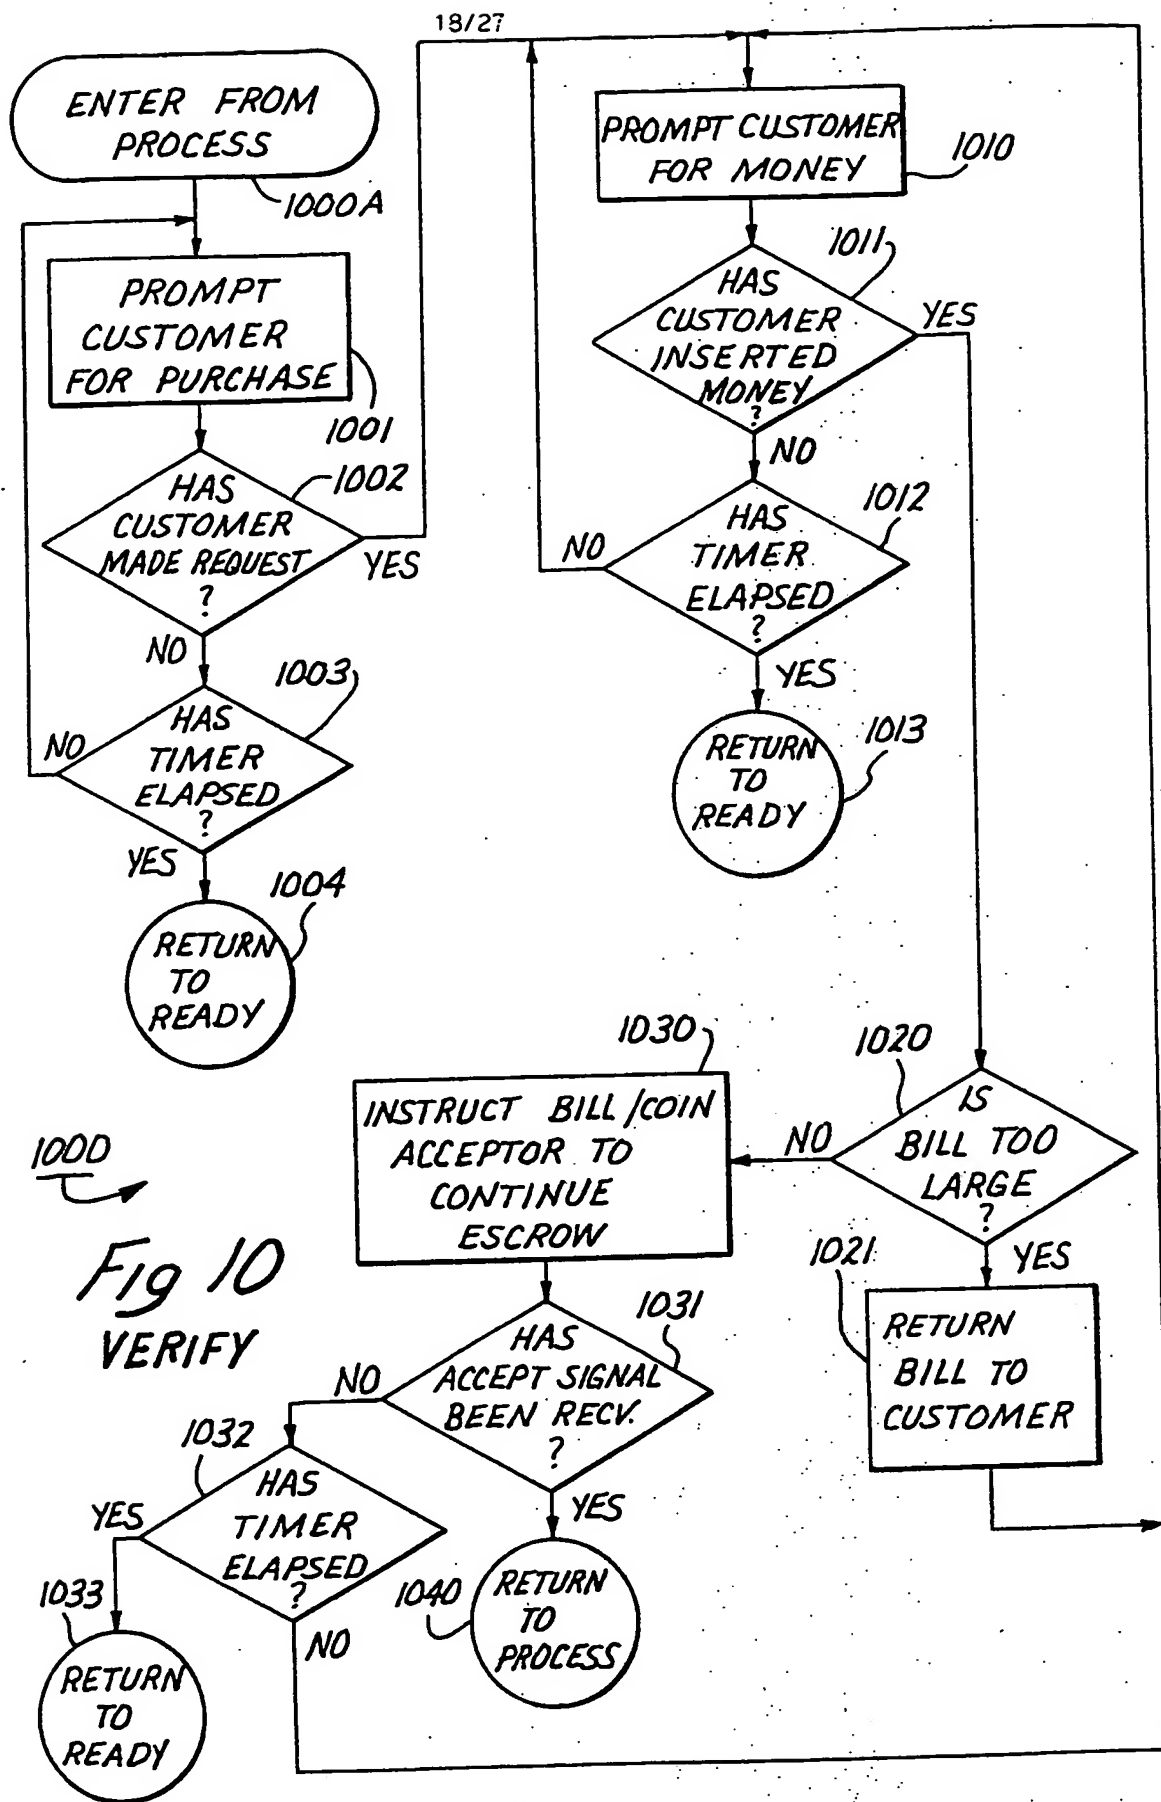 18/27
ENTER FROM
PROCESS
1000A
PROMPT
CUSTOMER
FOR PURCHASE
1001
HAS
CUSTOMER
MADE REQUEST
?
1002
YES
NO
HAS
TIMER
ELAPSED
?
1003
NO
YES
RETURN
TO
READY
1004
PROMPT CUSTOMER
FOR MONEY
1010
HAS
CUSTOMER
INSERTED
MONEY
?
1011
YES
NO
HAS
TIMER
ELAPSED
?
1012
NO
YES
RETURN
TO
READY
1013
IS
BILL TOO
LARGE
?
1020
NO
YES
RETURN
BILL TO
CUSTOMER
1021
INSTRUCT BILL/COIN
ACCEPTOR TO
CONTINUE
ESCROW
1030
HAS
ACCEPT SIGNAL
BEEN RECV.
?
1031
NO
YES
HAS
TIMER
ELAPSED
?
1032
YES
NO
RETURN
TO
READY
1033
RETURN
TO
PROCESS
1040
1000
Fig 10
VERIFY